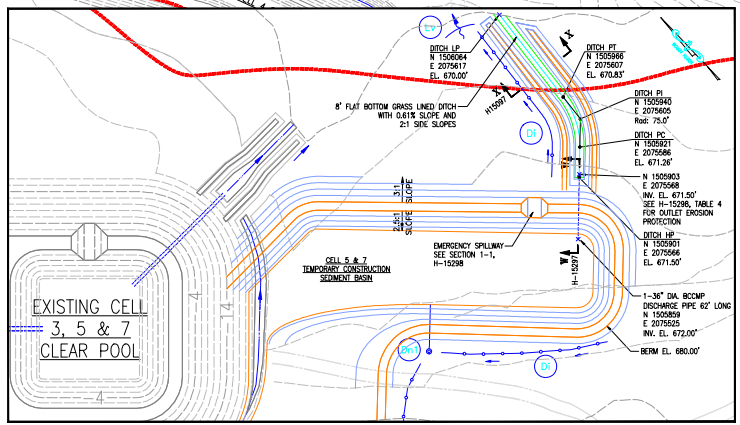 Lv
DITCH LP
N 1506064
E 2075617
EL. 670.00'
X
DITCH PT
N 1505966
E 2075607
EL. 670.83'
8' FLAT BOTTOM GRASS LINED DITCH
WITH 0.61% SLOPE AND
2:1 SIDE SLOPES
X
H15097
DITCH PI
N 1505940
E 2075605
Rad: 75.0'
Di
DITCH PC
N 1505921
E 2075586
EL. 671.26'
W
N 1505903
E 2075568
INV. EL. 671.50'
SEE H-15298, TABLE 4
FOR OUTLET EROSION
PROTECTION
3:1
SLOPE
2.5:1
SLOPE
DITCH HP
N 1505901
E 2075566
EL. 671.50'
EMERGENCY SPILLWAY
SEE SECTION 1-1,
H-15298
W
H-15297
CELL 5 & 7
TEMPORARY CONSTRUCTION
SEDIMENT BASIN
1-36" DIA. BCCMP
DISCHARGE PIPE 62' LONG
N 1505859
E 2075525
INV. EL. 672.00'
4
14
EXISTING CELL
3, 5 & 7
CLEAR POOL
Dn1
Di
BERM EL. 680.00'
4